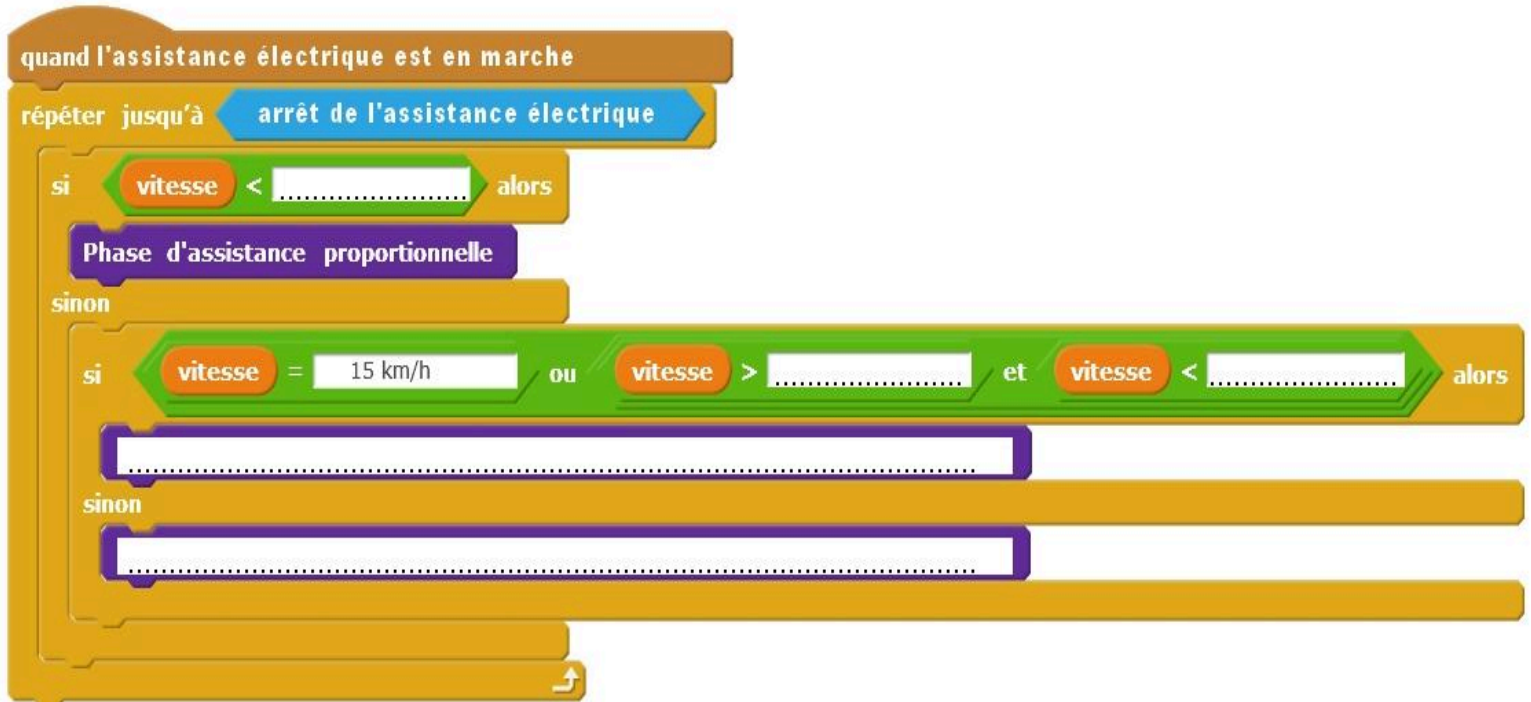 quand l'assistance électrique est en marche
répéter jusqu'à arrêt de l'assistance électrique
si vitesse < ........................ alors
Phase d'assistance proportionnelle
sinon
si vitesse = 15 km/h ou vitesse > ........................ et vitesse < ........................ alors
........................................................................................................
sinon
........................................................................................................